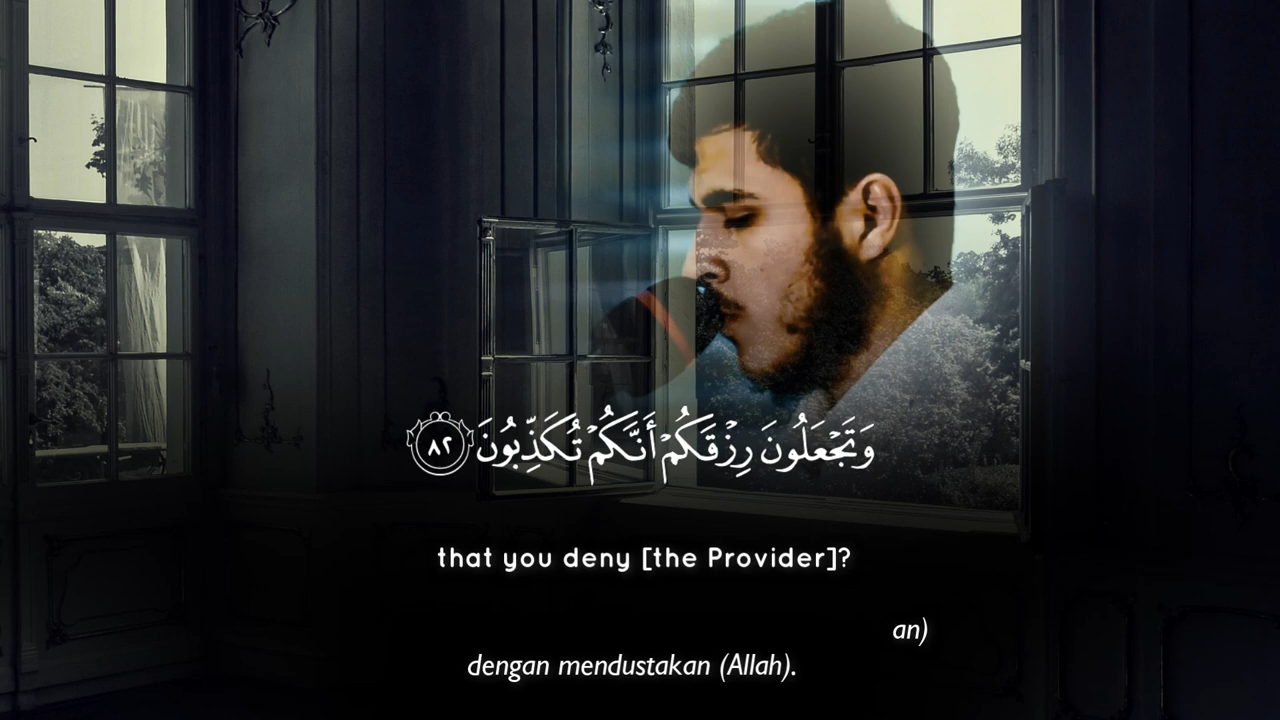 وَتَجْعَلُونَ رِزْقَكُمْ أَنَّكُمْ تُكَذِّبُونَ ٨٢
that you deny [the Provider]?
an)
dengan mendustakan (Allah).